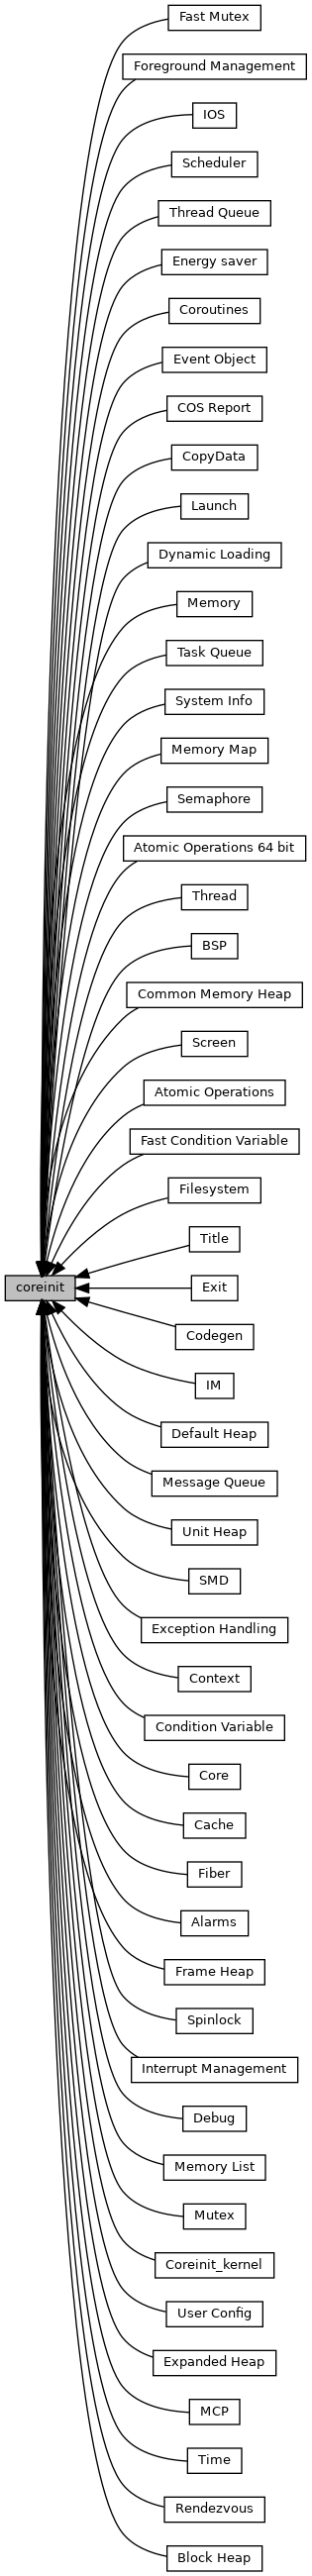 Fast Mutex
Foreground Management
IOS
Scheduler
Thread Queue
Energy saver
Coroutines
Event Object
COS Report
CopyData
Launch
Dynamic Loading
Memory
Task Queue
System Info
Memory Map
Semaphore
Atomic Operations 64 bit
Thread
BSP
Common Memory Heap
Screen
Atomic Operations
Fast Condition Variable
Filesystem
Title
coreinit
Exit
Codegen
IM
Default Heap
Message Queue
Unit Heap
SMD
Exception Handling
Context
Condition Variable
Core
Cache
Fiber
Alarms
Frame Heap
Spinlock
Interrupt Management
Debug
Memory List
Mutex
Coreinit_kernel
User Config
Expanded Heap
MCP
Time
Rendezvous
Block Heap